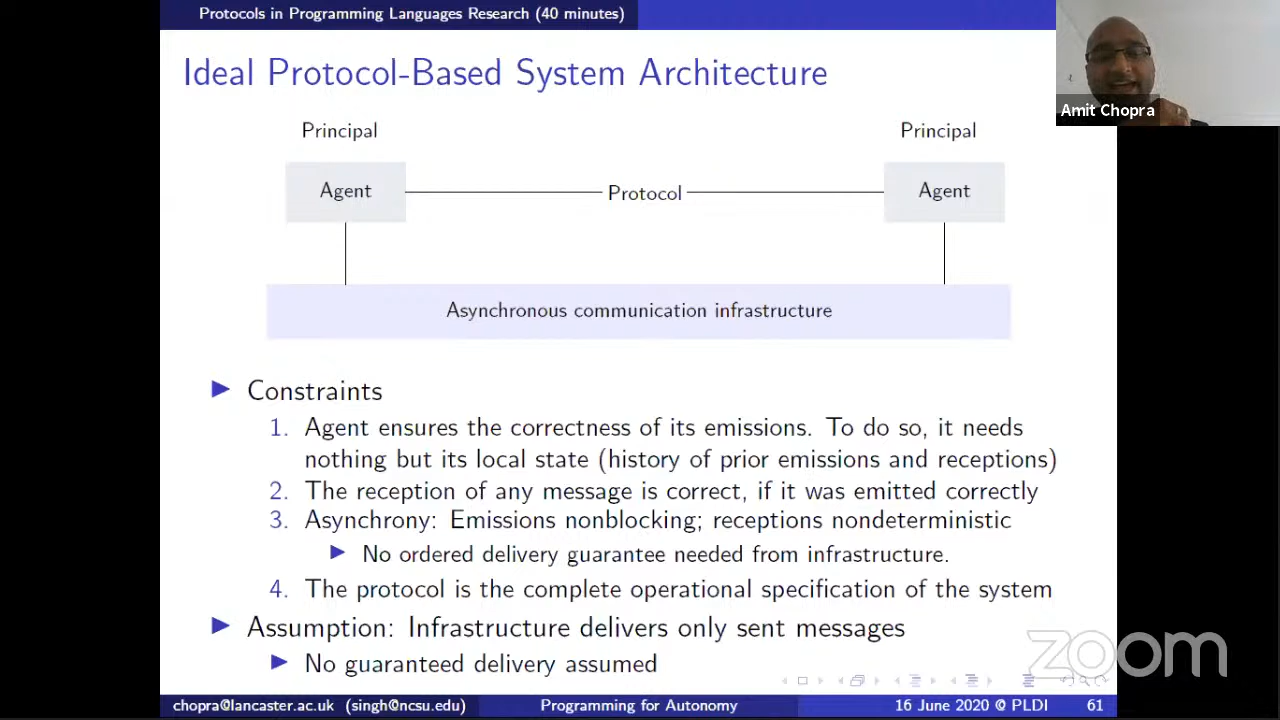 Protocols in Programming Languages Research (40 minutes)
Ideal Protocol-Based System Architecture
Amit Chopra
Principal
Principal
Agent
Protocol
Agent
Asynchronous communication infrastructure
Constraints
1. Agent ensures the correctness of its emissions. To do so, it needs
nothing but its local state (history of prior emissions and receptions)
2. The reception of any message is correct, if it was emitted correctly
3. Asynchrony: Emissions nonblocking; receptions nondeterministic
No ordered delivery guarantee needed from infrastructure.
4. The protocol is the complete operational specification of the system
Assumption: Infrastructure delivers only sent messages
No guaranteed delivery assumed
zoom
chopra@lancaster.ac.uk (singh@ncsu.edu)
Programming for Autonomy
16 June 2020 @ PLDI
61